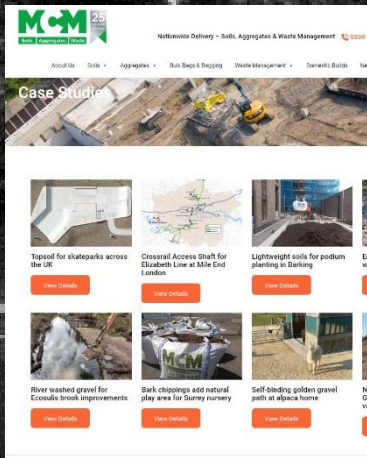 MCM
25
Soils | Aggregates | Waste
Nationwide Delivery – Soils, Aggregates & Waste Management
About Us Soils Aggregates Bulk Bags & Bagging Waste Management Domestic Builds
Case Studies
Topsoil for skateparks across
the UK
View Details
Crossrail Access Shaft for
Elizabeth Line at Mile End
London
View Details
Lightweight soils for podium
planting in Barking
View Details
River washed gravel for
Ecosulis brook improvements
View Details
MCM
Bark chippings add natural
play area for Surrey nursery
View Details
Self-binding golden gravel
path at alpaca home
View Details